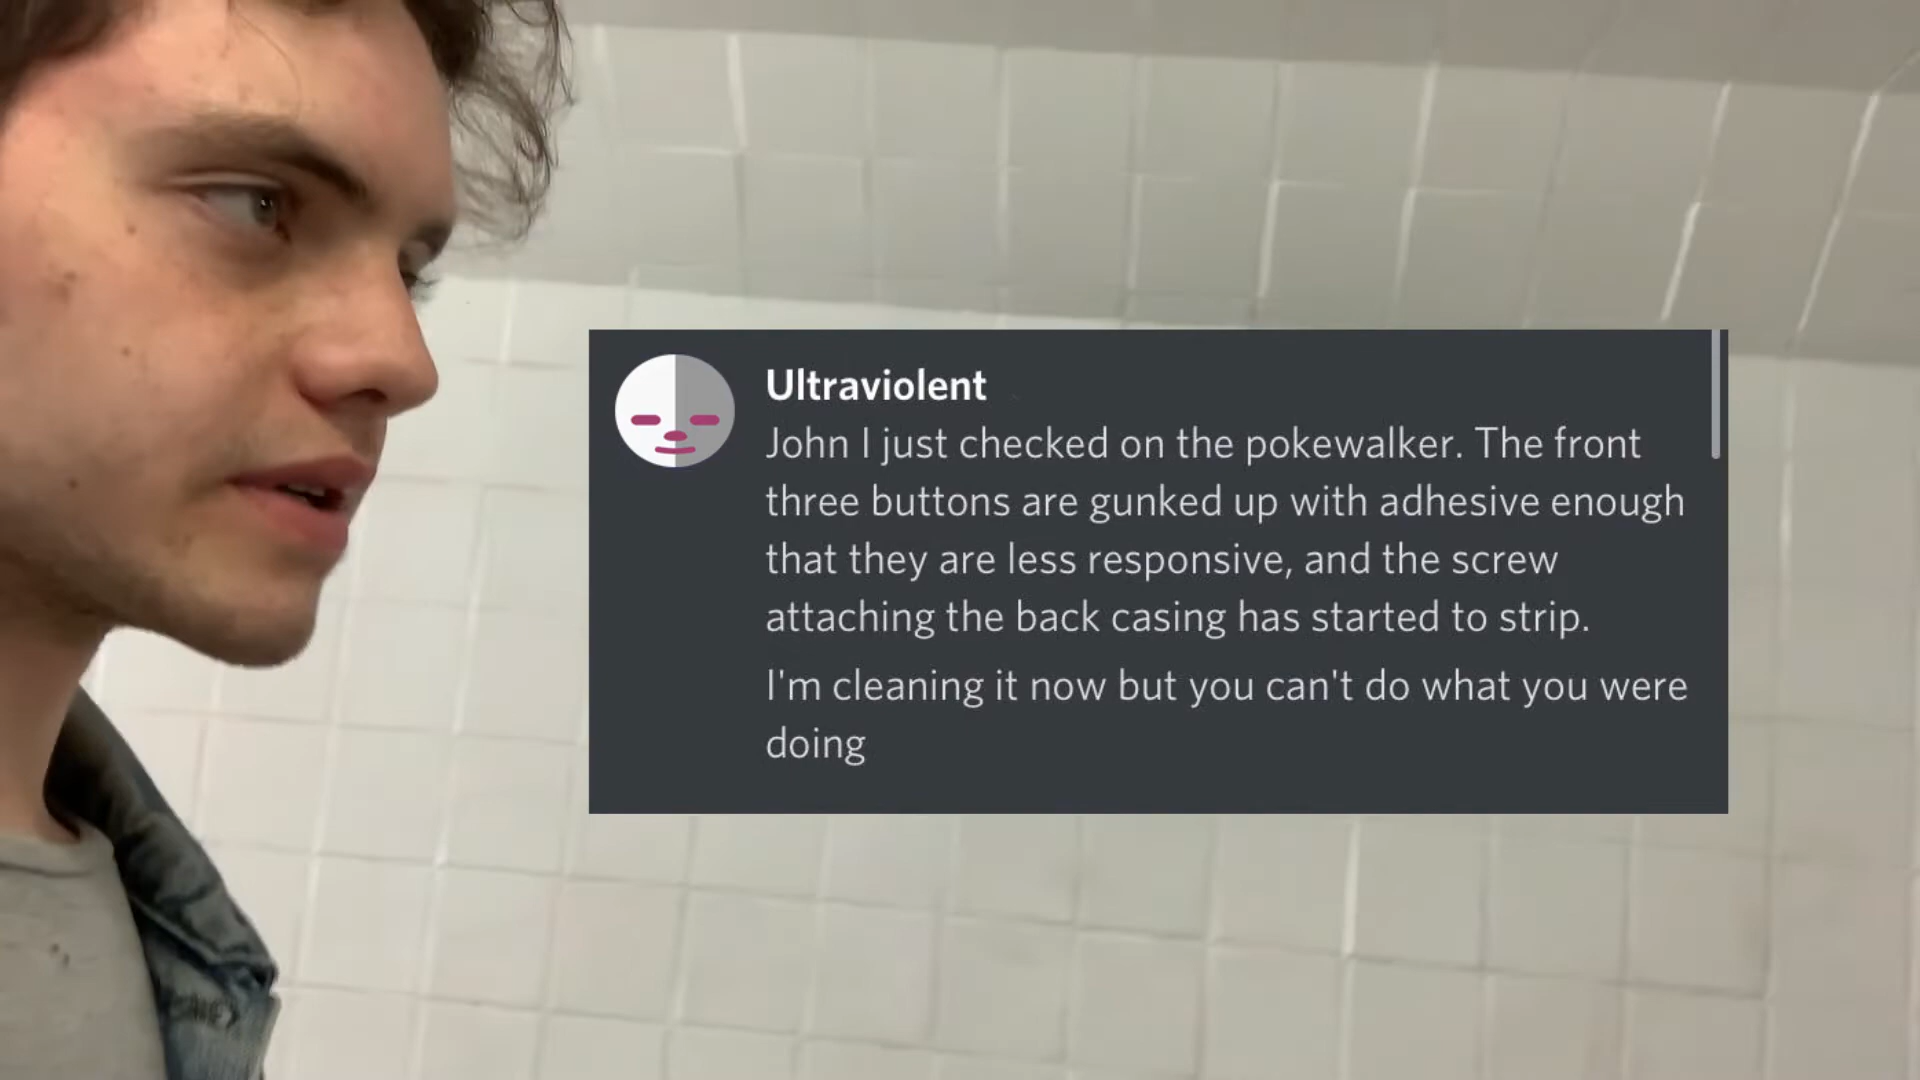 Ultraviolent
John I just checked on the pokewalker. The front
three buttons are gunked up with adhesive enough
that they are less responsive, and the screw
attaching the back casing has started to strip.
I'm cleaning it now but you can't do what you were
doing